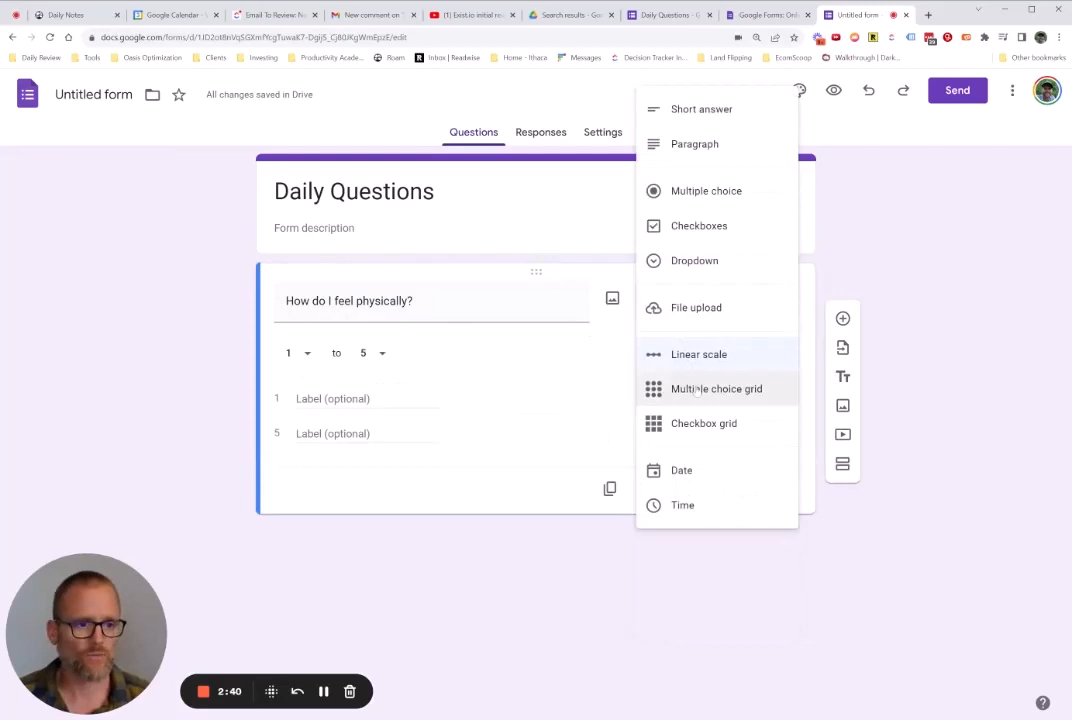 Daily Notes
Google Calendar - V
Email To Review: Ne
New comment on "T
(1) Exist.io initial rev
Search results - Goo
Daily Questions - G
Google Forms: Onli
Untitled form -
docs.google.com/forms/d/
/edit
Daily Review
Tools
Oasis Optimization
Clients
Investing
Productivity Acade...
Roam
Inbox | Readwise
Home - Ithaca
Messages
Decision Tracker In...
Land Flipping
EcomScoop
Walkthrough | Dark...
Other bookmarks
Untitled form
All changes saved in Drive
Send
Questions
Responses
Settings
Daily Questions
Form description
How do I feel physically?
1 to 5
1 Label (optional)
5 Label (optional)
Short answer
Paragraph
Multiple choice
Checkboxes
Dropdown
File upload
Linear scale
Multiple choice grid
Checkbox grid
Date
Time
2:40